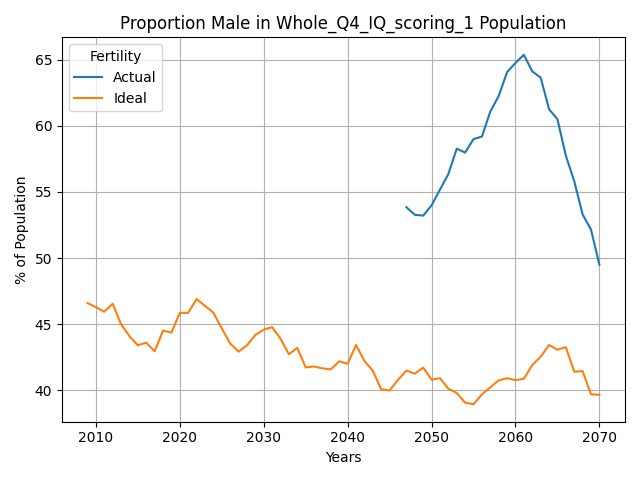 Proportion Male in Whole_Q4_IQ_scoring_1 Population
Fertility
Actual
Ideal
% of Population
65
60
55
50
45
40
2010 2020 2030 2040 2050 2060 2070
Years